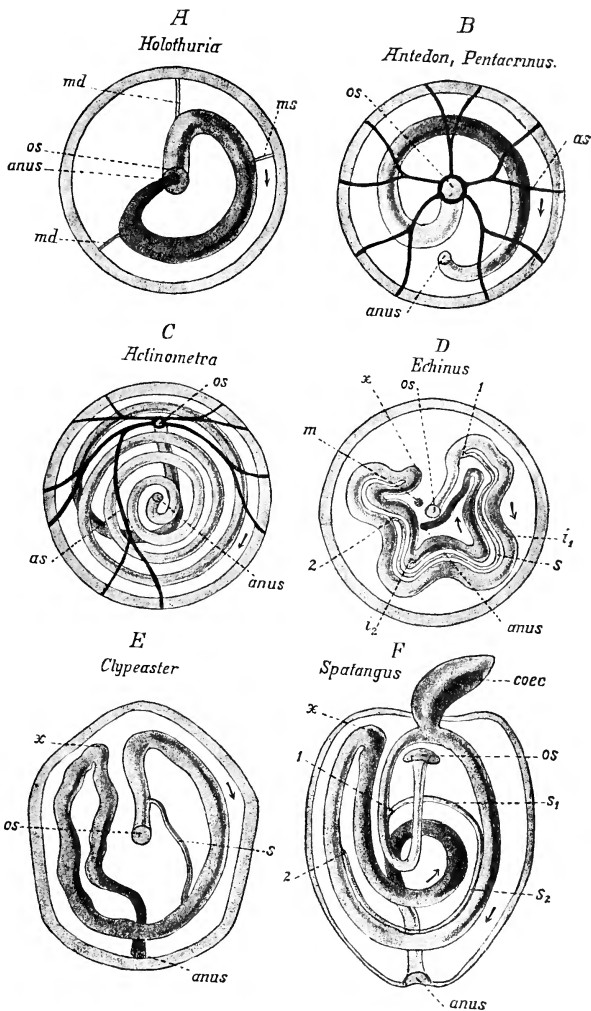 A
Holothuria
md
ms
os
anus
md
B
Antedon, Pentacrinus.
os
as
anus
C
Actinometra
os
as
anus
D
Echinus
x
os
1
m
2
i1
s
i2
anus
E
Clypeaster
x
os
s
anus
F
Spatangus
coec
x
os
1
s1
2
s2
anus